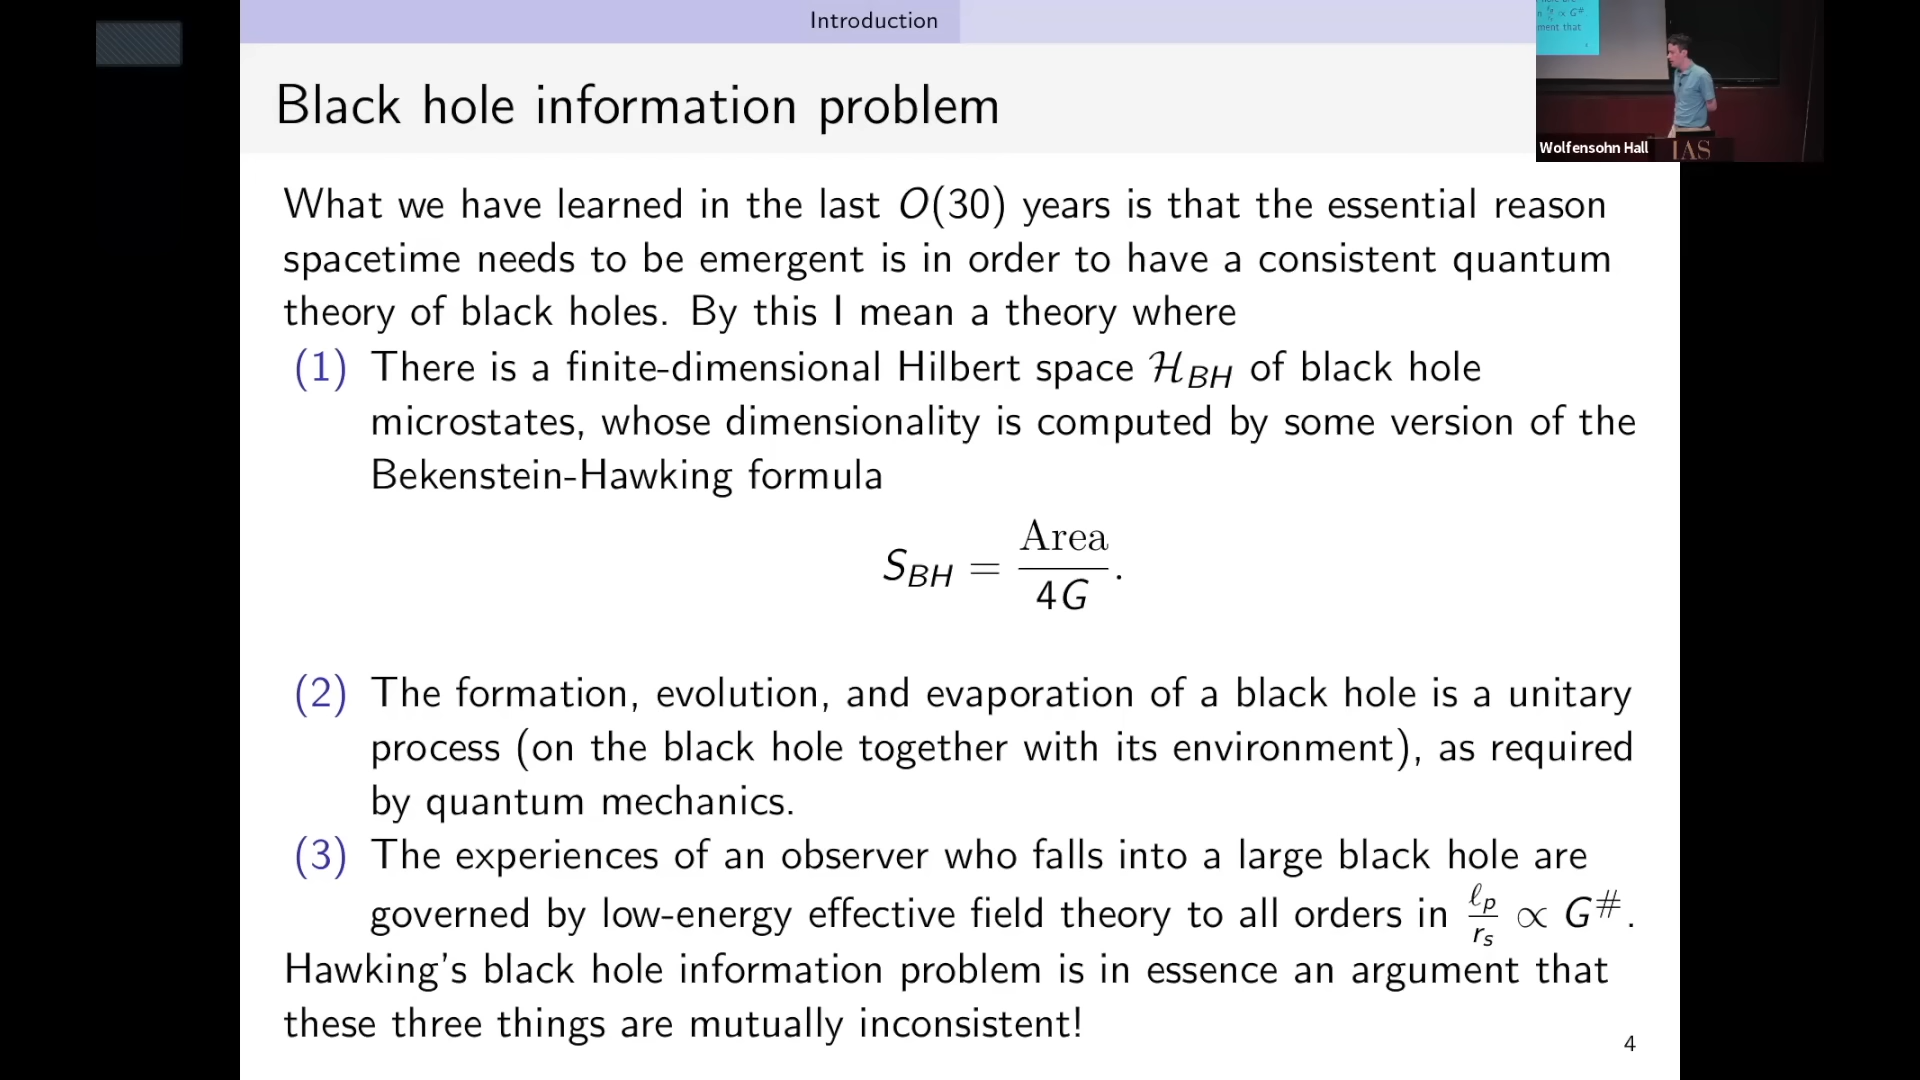 Introduction
Black hole information problem
What we have learned in the last O(30) years is that the essential reason
spacetime needs to be emergent is in order to have a consistent quantum
theory of black holes. By this I mean a theory where
(1) There is a finite-dimensional Hilbert space ℋ_BH of black hole
microstates, whose dimensionality is computed by some version of the
Bekenstein-Hawking formula
S_BH = Area / 4G.
(2) The formation, evolution, and evaporation of a black hole is a unitary
process (on the black hole together with its environment), as required
by quantum mechanics.
(3) The experiences of an observer who falls into a large black hole are
governed by low-energy effective field theory to all orders in ℓ_p/r_s ∝ G^#.
Hawking's black hole information problem is in essence an argument that
these three things are mutually inconsistent!
4
∝ G^#
ment that
Wolfensohn Hall
IAS